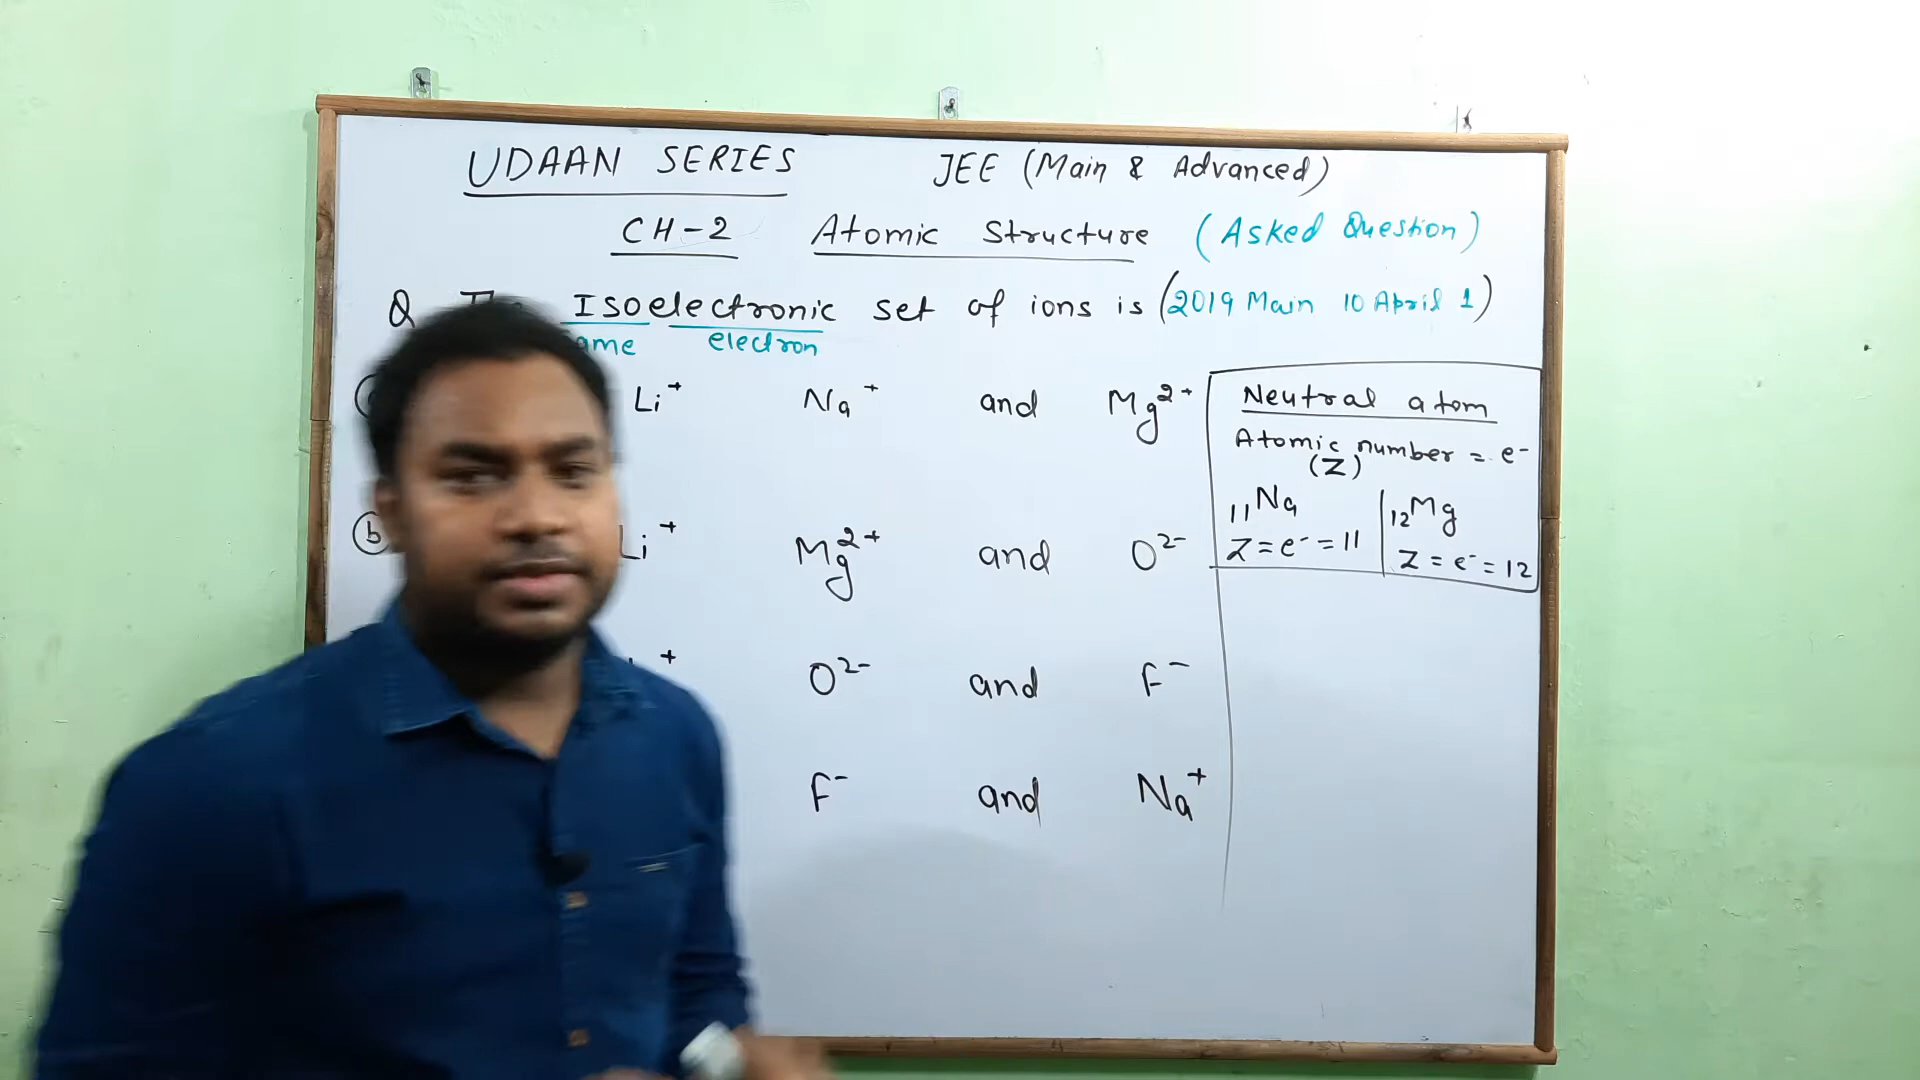 UDAAN SERIES JEE (Main & Advanced)
CH-2 Atomic Structure (Asked Question)
Q Isoelectronic set of ions is (2019 Main 10 April 1)
electron
Li⁺ Na⁺ and Mg²⁺
(b) Li⁺ Mg²⁺ and O²⁻
O²⁻ and F⁻
F⁻ and Na⁺
Neutral atom
Atomic number = e⁻
(Z)
₁₁Na ₁₂Mg
Z = e⁻ = 11 Z = e⁻ = 12